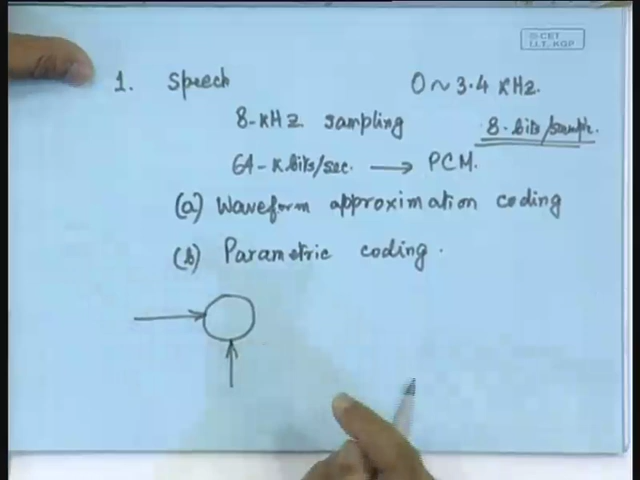 © CET
I.I.T. KGP
1. Speech 0 ~ 3.4 KHz.
8-KHz sampling 8-bits/sample.
64-Kbits/sec. → PCM.
(a) Waveform approximation coding
(b) Parametric coding.